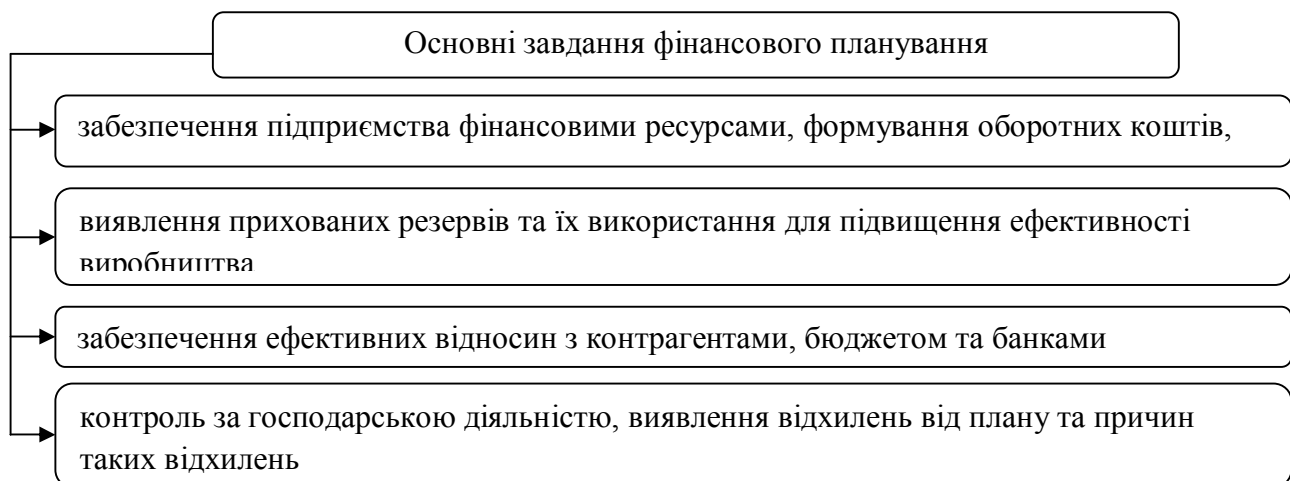 Основні завдання фінансового планування
забезпечення підприємства фінансовими ресурсами, формування оборотних коштів,
виявлення прихованих резервів та їх використання для підвищення ефективності
виробництва
забезпечення ефективних відносин з контрагентами, бюджетом та банками
контроль за господарською діяльністю, виявлення відхилень від плану та причин
таких відхилень